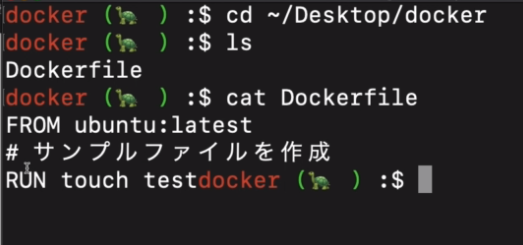 docker (🐢 ) :$ cd ~/Desktop/docker
docker (🐢 ) :$ ls
Dockerfile
docker (🐢 ) :$ cat Dockerfile
FROM ubuntu:latest
# サンプルファイルを作成
RUN touch testdocker (🐢 ) :$